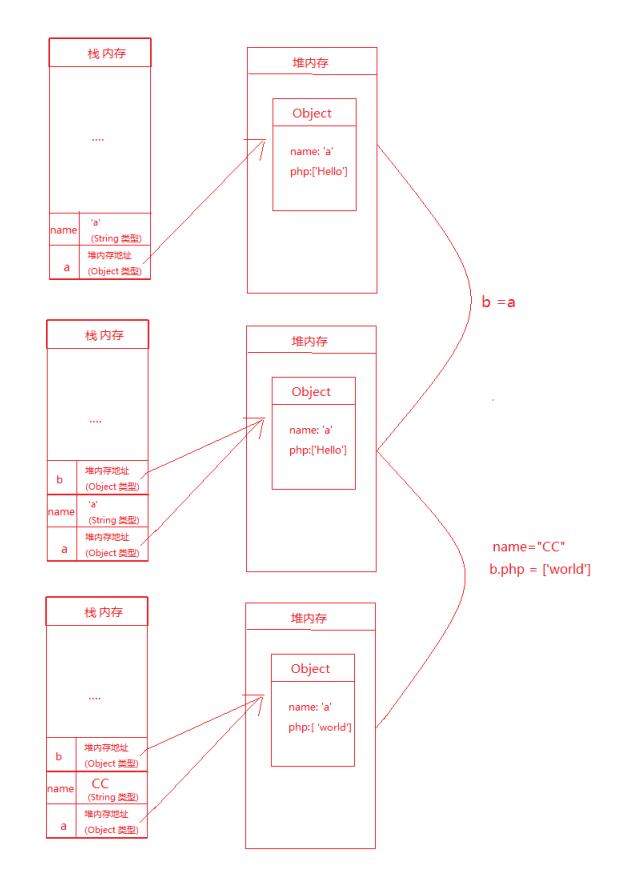 栈 内存
堆内存
Object
name: 'a'
php:['Hello']
....
name
'a'
(String 类型)
a
堆内存地址
(Object 类型)
b =a
栈 内存
堆内存
Object
name: 'a'
php:['Hello']
....
b
堆内存地址
(Object 类型)
name
'a'
(String 类型)
a
堆内存地址
(Object 类型)
name="CC"
b.php = ['world']
栈 内存
堆内存
Object
name: 'a'
php:[ 'world']
....
b
堆内存地址
(Object 类型)
name
CC
(String 类型)
a
堆内存地址
(Object 类型)